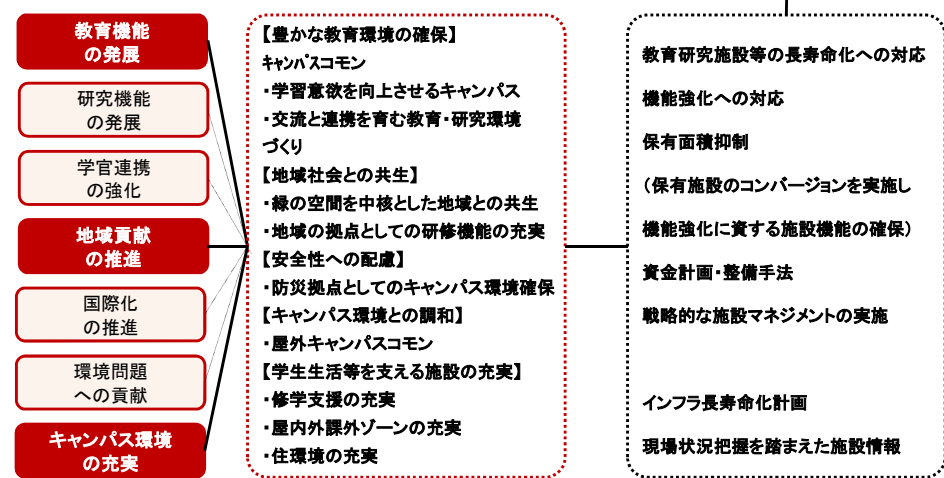 教育機能
の発展
研究機能
の発展
学官連携
の強化
地域貢献
の推進
国際化
の推進
環境問題
への貢献
キャンパス環境
の充実
【豊かな教育環境の確保】
ｷｬﾝﾊﾟｽコモン
・学習意欲を向上させるキャンパス
・交流と連携を育む教育・研究環境
づくり
【地域社会との共生】
・緑の空間を中核とした地域との共生
・地域の拠点としての研修機能の充実
【安全性への配慮】
・防災拠点としてのキャンパス環境確保
【キャンパス環境との調和】
・屋外キャンパスコモン
【学生生活等を支える施設の充実】
・修学支援の充実
・屋内外課外ゾーンの充実
・住環境の充実
教育研究施設等の長寿命化への対応
機能強化への対応
保有面積抑制
（保有施設のコンバージョンを実施し
機能強化に資する施設機能の確保）
資金計画・整備手法
戦略的な施設マネジメントの実施
インフラ長寿命化計画
現場状況把握を踏まえた施設情報